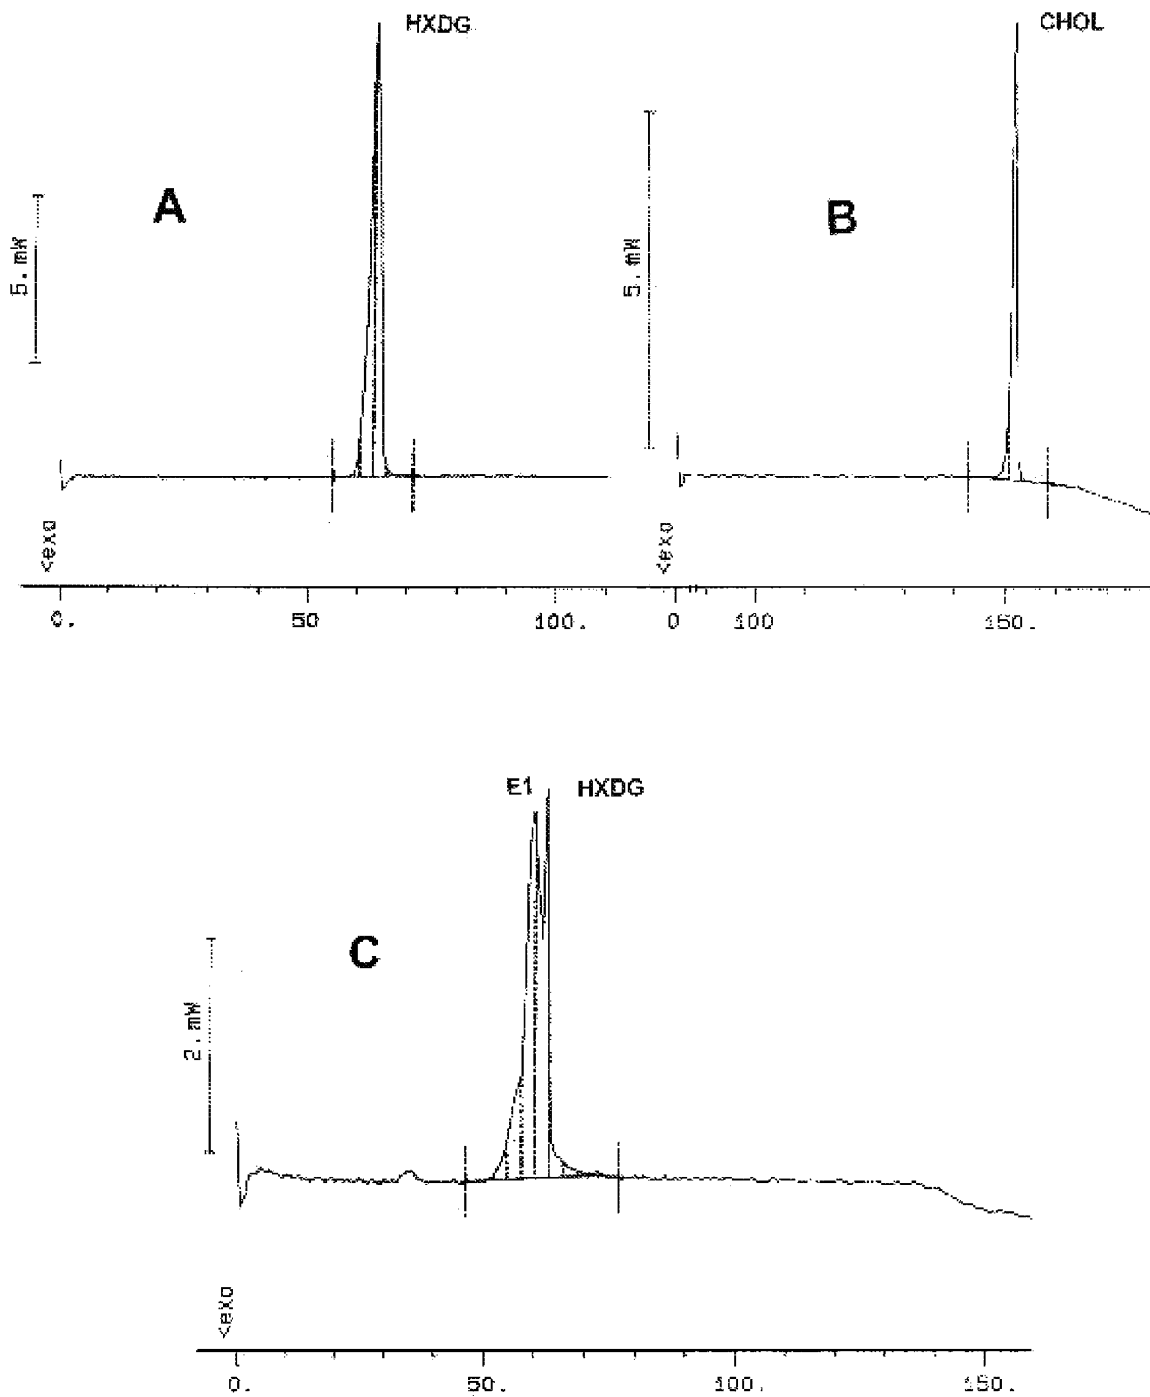 HXDG
CHOL
A
B
5. mW
5. mW
<exo
<exo
0. 50 100. 0 100 150.
E1 HXDG
C
2. mW
<exo
0. 50. 100. 150.